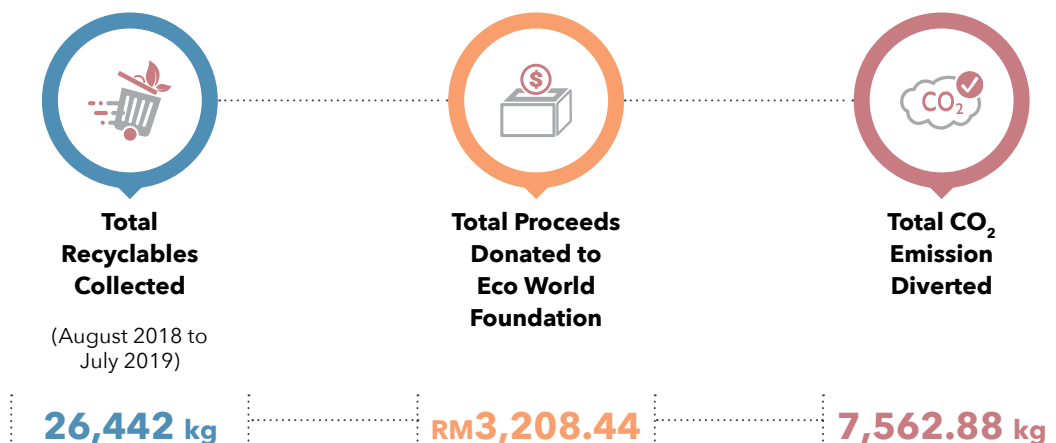 $
CO₂
Total
Recyclables
Collected
(August 2018 to
July 2019)
26,442 kg
Total Proceeds
Donated to
Eco World
Foundation
RM3,208.44
Total CO₂
Emission
Diverted
7,562.88 kg